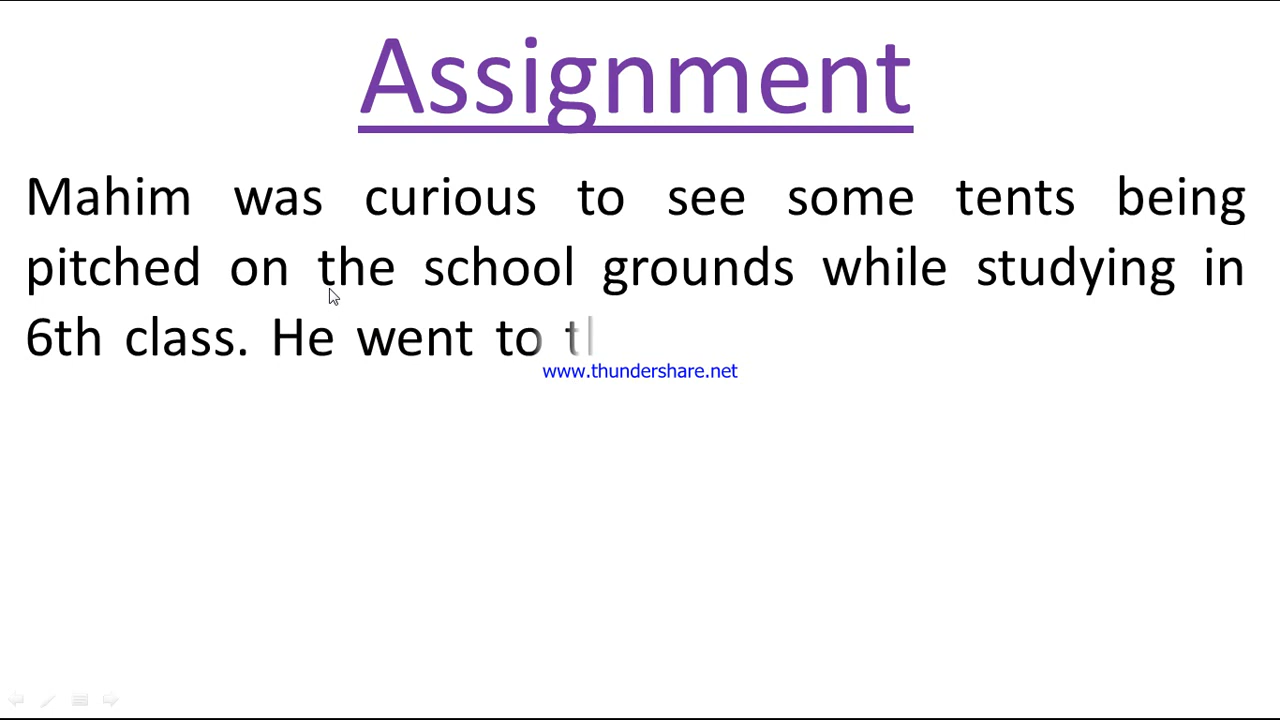 Assignment
Mahim was curious to see some tents being
pitched on the school grounds while studying in
6th class. He went to
www.thundershare.net